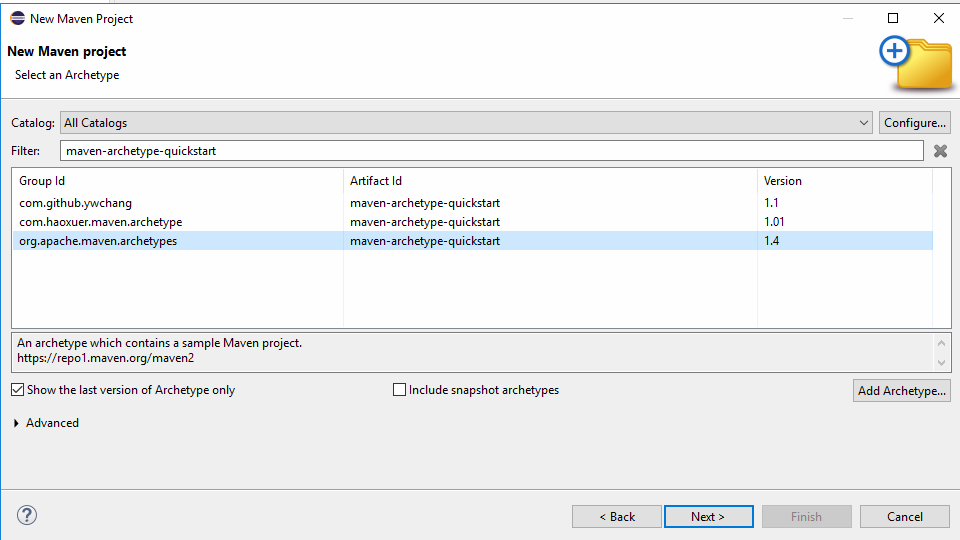 New Maven Project
New Maven project
Select an Archetype
Catalog: All Catalogs Configure...
Filter: maven-archetype-quickstart
Group Id Artifact Id Version
com.github.ywchang maven-archetype-quickstart 1.1
com.haoxuer.maven.archetype maven-archetype-quickstart 1.01
org.apache.maven.archetypes maven-archetype-quickstart 1.4
An archetype which contains a sample Maven project.
https://repo1.maven.org/maven2
Show the last version of Archetype only Include snapshot archetypes Add Archetype...
Advanced
? < Back Next > Finish Cancel